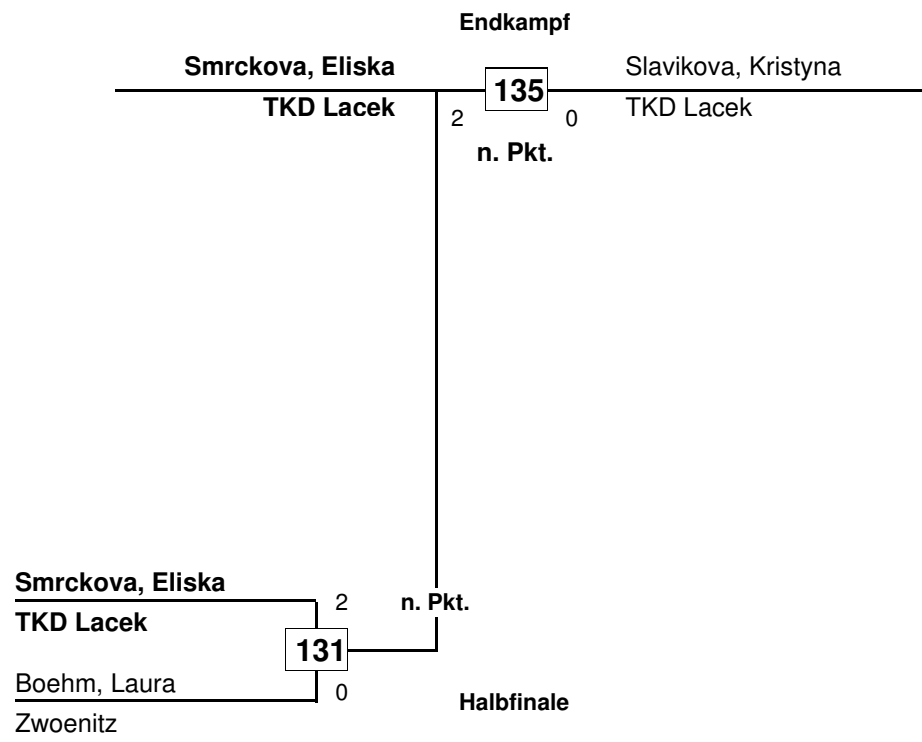 Endkampf
Smrckova, Eliska
135
Slavikova, Kristyna
TKD Lacek
2
0
TKD Lacek
n. Pkt.
Smrckova, Eliska
2
n. Pkt.
TKD Lacek
131
Boehm, Laura
0
Halbfinale
Zwoenitz